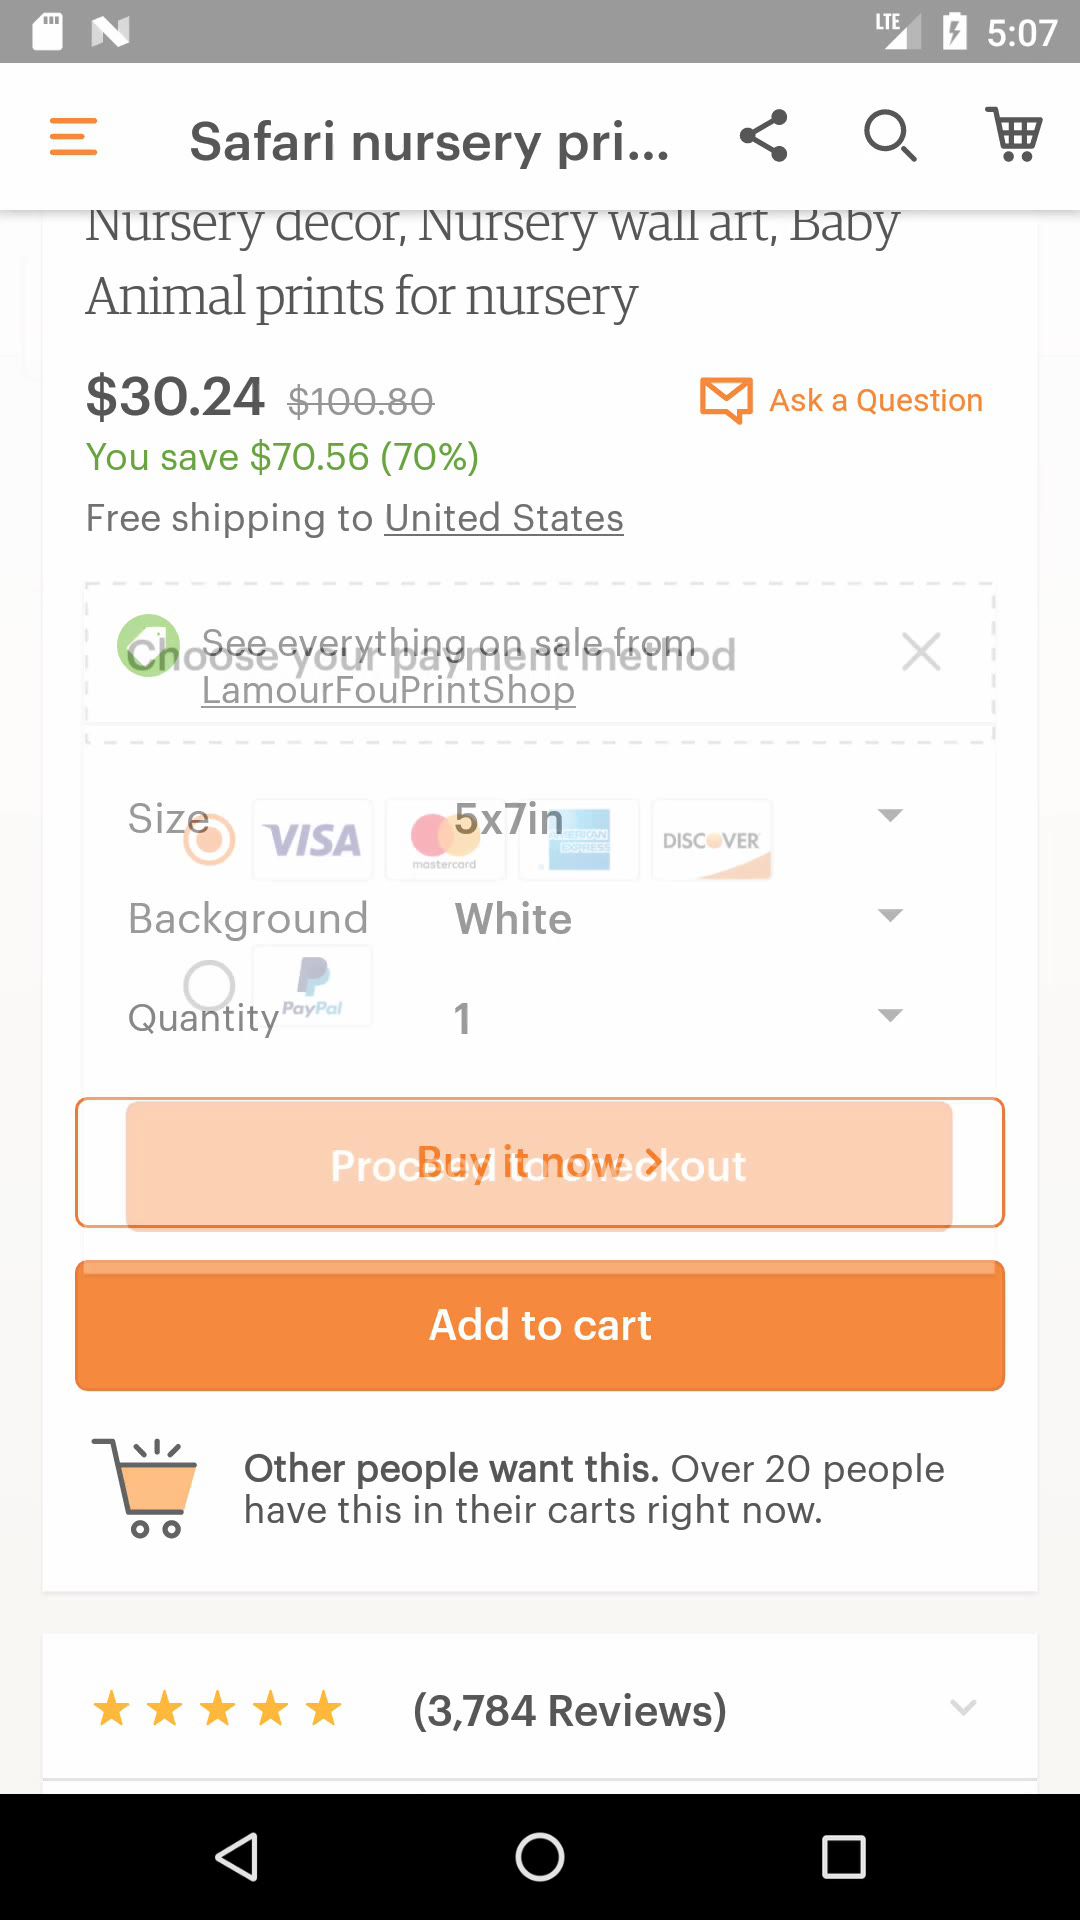 LTE 5:07
Safari nursery pri...
Nursery decor, Nursery wall art, Baby
Animal prints for nursery
$30.24 $100.80
Ask a Question
You save $70.56 (70%)
Free shipping to United States
See everything on sale from
Choose your payment method
LamourFouPrintShop
Size 5x7in
VISA mastercard AMERICAN EXPRESS DISCOVER
Background White
PayPal
Quantity 1
Buy it now >
Proceed to checkout
Add to cart
Other people want this. Over 20 people
have this in their carts right now.
(3,784 Reviews)